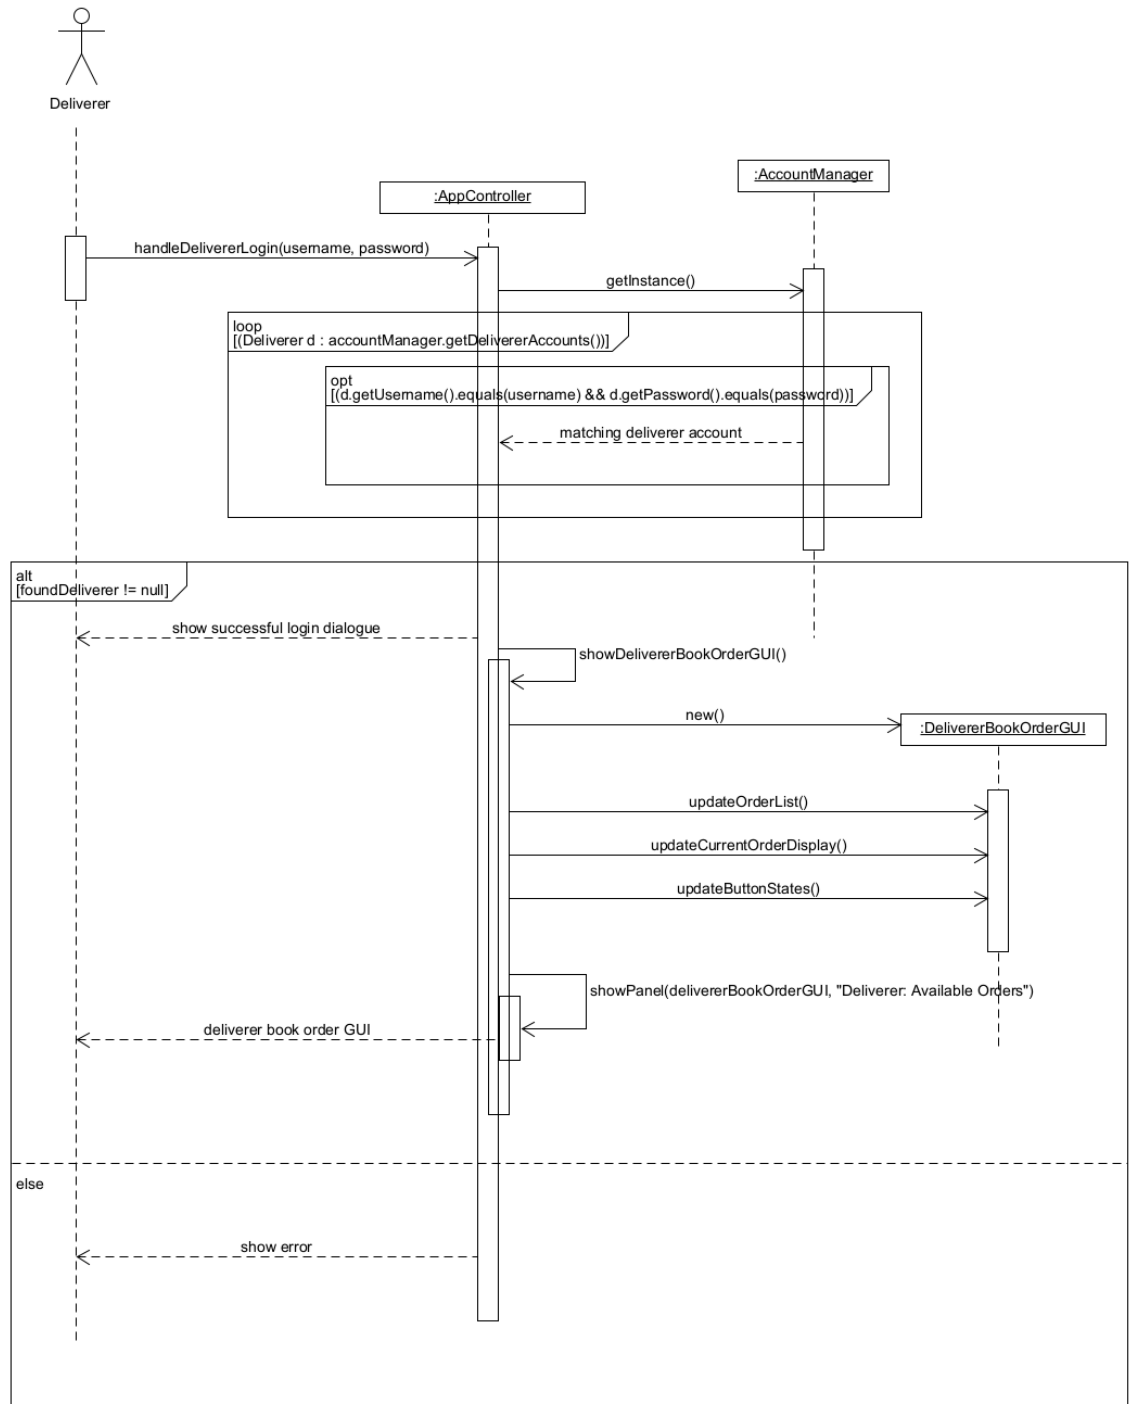 Deliverer
:AccountManager
:AppController
handleDelivererLogin(username, password)
getInstance()
loop
[(Deliverer d : accountManager.getDelivererAccounts())]
opt
[(d.getUsername().equals(username) && d.getPassword().equals(password))]
matching deliverer account
alt
[foundDeliverer != null]
show successful login dialogue
showDelivererBookOrderGUI()
new()
:DelivererBookOrderGUI
updateOrderList()
updateCurrentOrderDisplay()
updateButtonStates()
showPanel(delivererBookOrderGUI, "Deliverer: Available Orders")
deliverer book order GUI
else
show error